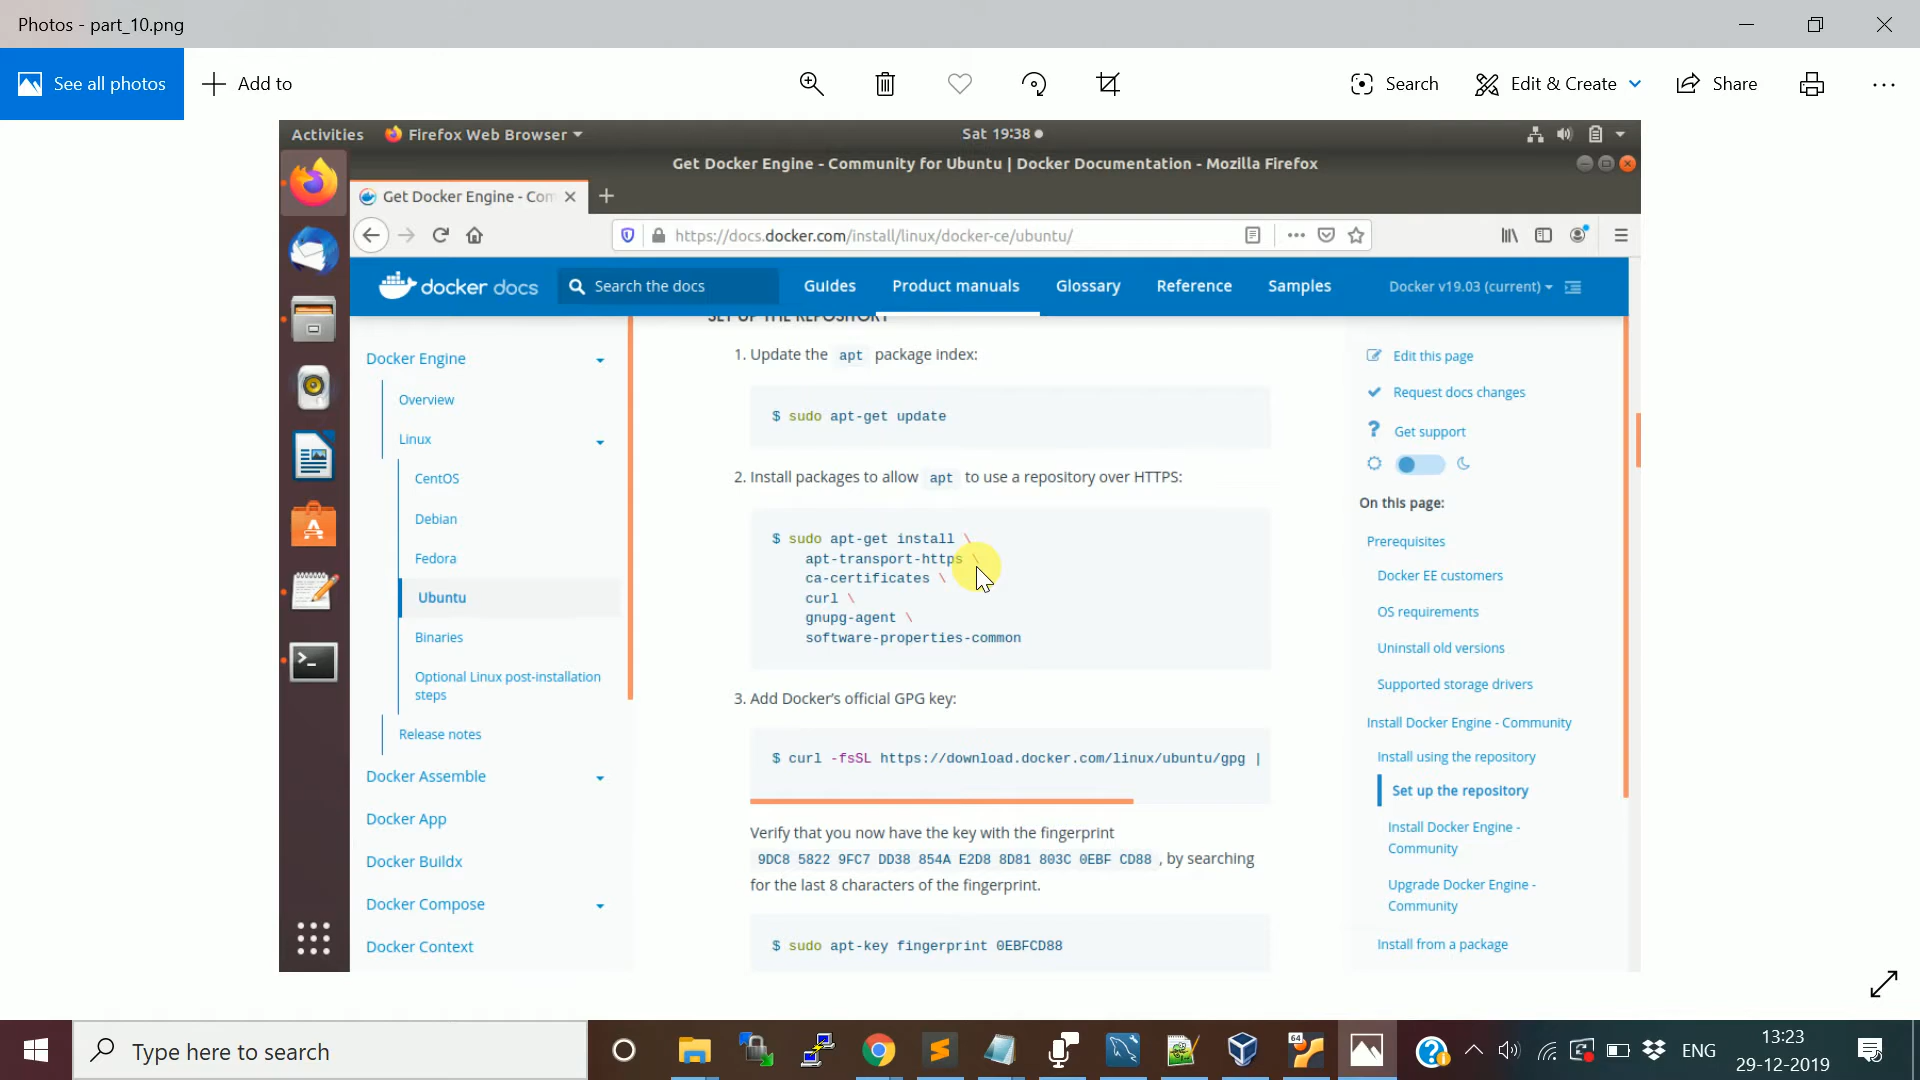 Photos - part_10.png
See all photos
Add to
Search
Edit & Create
Share
Activities
Firefox Web Browser
Sat 19:38
Get Docker Engine - Community for Ubuntu | Docker Documentation - Mozilla Firefox
Get Docker Engine - Com
https://docs.docker.com/install/linux/docker-ce/ubuntu/
docker docs
Search the docs
Guides
Product manuals
Glossary
Reference
Samples
Docker v19.03 (current)
Docker Engine
Overview
Linux
CentOS
Debian
Fedora
Ubuntu
Binaries
Optional Linux post-installation
steps
Release notes
Docker Assemble
Docker App
Docker Buildx
Docker Compose
Docker Context
SET UP THE REPOSITORY
1. Update the apt package index:
$ sudo apt-get update
2. Install packages to allow apt to use a repository over HTTPS:
$ sudo apt-get install \
apt-transport-https \
ca-certificates \
curl \
gnupg-agent \
software-properties-common
3. Add Docker’s official GPG key:
$ curl -fsSL https://download.docker.com/linux/ubuntu/gpg |
Verify that you now have the key with the fingerprint
9DC8 5822 9FC7 DD38 854A E2D8 8D81 803C 0EBF CD88 , by searching
for the last 8 characters of the fingerprint.
$ sudo apt-key fingerprint 0EBFCD88
Edit this page
Request docs changes
Get support
On this page:
Prerequisites
Docker EE customers
OS requirements
Uninstall old versions
Supported storage drivers
Install Docker Engine - Community
Install using the repository
Set up the repository
Install Docker Engine -
Community
Upgrade Docker Engine -
Community
Install from a package
Type here to search
64
ENG
13:23
29-12-2019